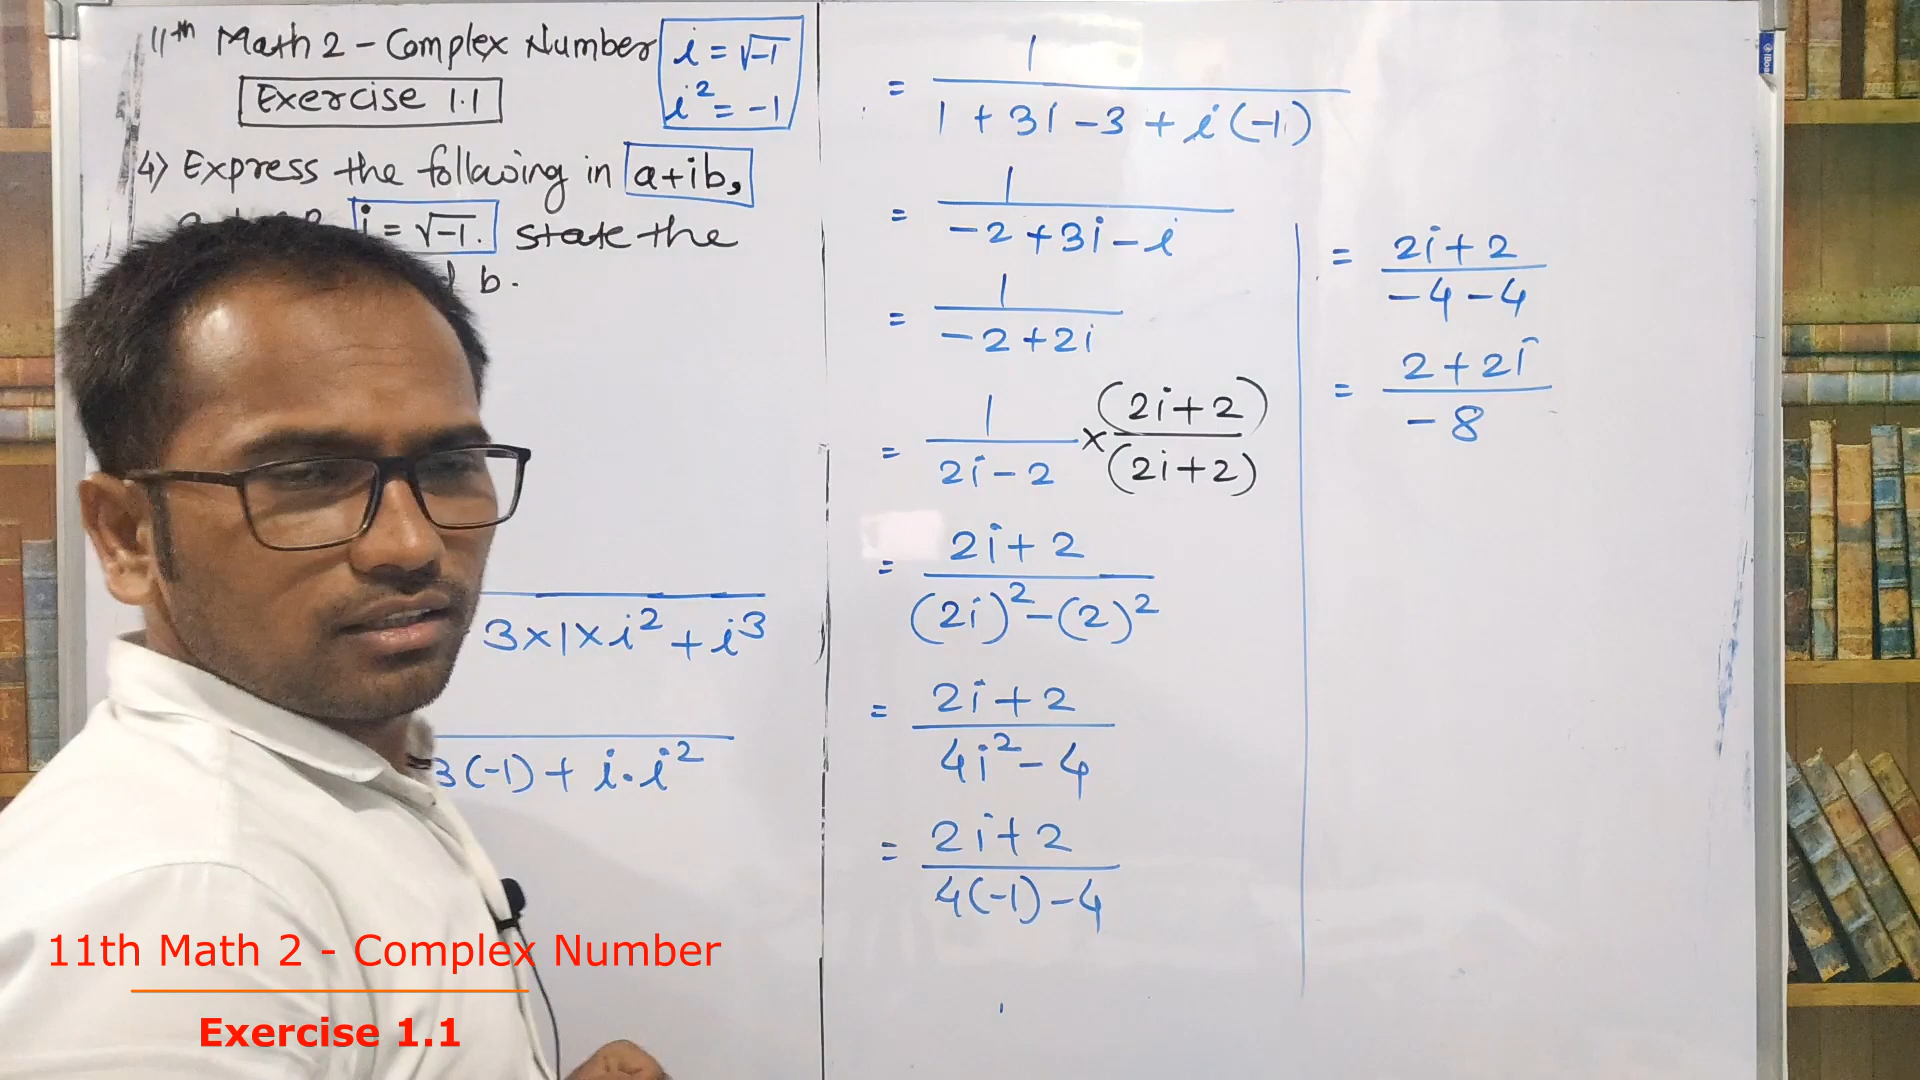 11th Math 2 - Complex Number
i = √-1
i² = -1
Exercise 1.1
4) Express the following in a+ib,
i = √-1. state the
b.
3×1×i² + i³
3(-1) + i·i²
= 1 / (1 + 3i - 3 + i(-1))
= 1 / (-2 + 3i - i)
= 1 / (-2 + 2i)
= 1 / (2i - 2) × (2i+2) / (2i+2)
= (2i + 2) / ((2i)² - (2)²)
= (2i + 2) / (4i² - 4)
= (2i + 2) / (4(-1) - 4)
= (2i + 2) / (-4 - 4)
= (2 + 2i) / (-8)
11th Math 2 - Complex Number
Exercise 1.1